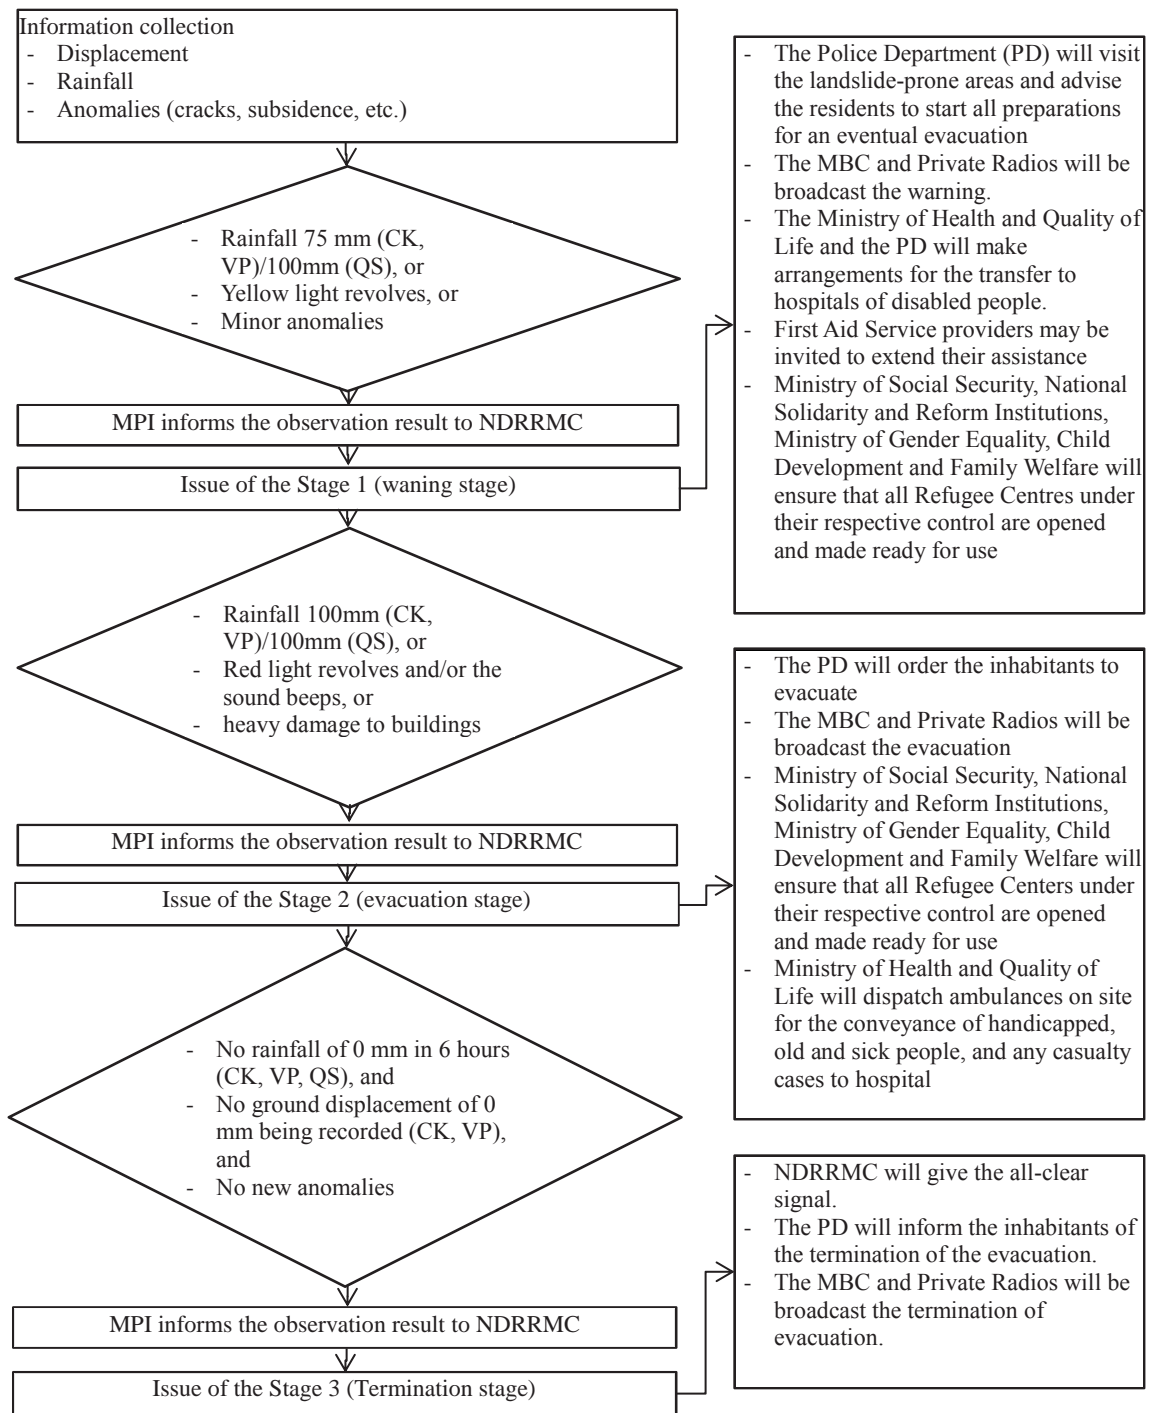 Information collection
- Displacement
- Rainfall
- Anomalies (cracks, subsidence, etc.)
- Rainfall 75 mm (CK,
VP)/100mm (QS), or
- Yellow light revolves, or
- Minor anomalies
MPI informs the observation result to NDRRMC
Issue of the Stage 1 (waning stage)
- The Police Department (PD) will visit
the landslide-prone areas and advise
the residents to start all preparations
for an eventual evacuation
- The MBC and Private Radios will be
broadcast the warning.
- The Ministry of Health and Quality of
Life and the PD will make
arrangements for the transfer to
hospitals of disabled people.
- First Aid Service providers may be
invited to extend their assistance
- Ministry of Social Security, National
Solidarity and Reform Institutions,
Ministry of Gender Equality, Child
Development and Family Welfare will
ensure that all Refugee Centres under
their respective control are opened
and made ready for use
- Rainfall 100mm (CK,
VP)/100mm (QS), or
- Red light revolves and/or the
sound beeps, or
- heavy damage to buildings
MPI informs the observation result to NDRRMC
Issue of the Stage 2 (evacuation stage)
- The PD will order the inhabitants to
evacuate
- The MBC and Private Radios will be
broadcast the evacuation
- Ministry of Social Security, National
Solidarity and Reform Institutions,
Ministry of Gender Equality, Child
Development and Family Welfare will
ensure that all Refugee Centers under
their respective control are opened
and made ready for use
- Ministry of Health and Quality of
Life will dispatch ambulances on site
for the conveyance of handicapped,
old and sick people, and any casualty
cases to hospital
- No rainfall of 0 mm in 6 hours
(CK, VP, QS), and
- No ground displacement of 0
mm being recorded (CK, VP),
and
- No new anomalies
MPI informs the observation result to NDRRMC
Issue of the Stage 3 (Termination stage)
- NDRRMC will give the all-clear
signal.
- The PD will inform the inhabitants of
the termination of the evacuation.
- The MBC and Private Radios will be
broadcast the termination of
evacuation.